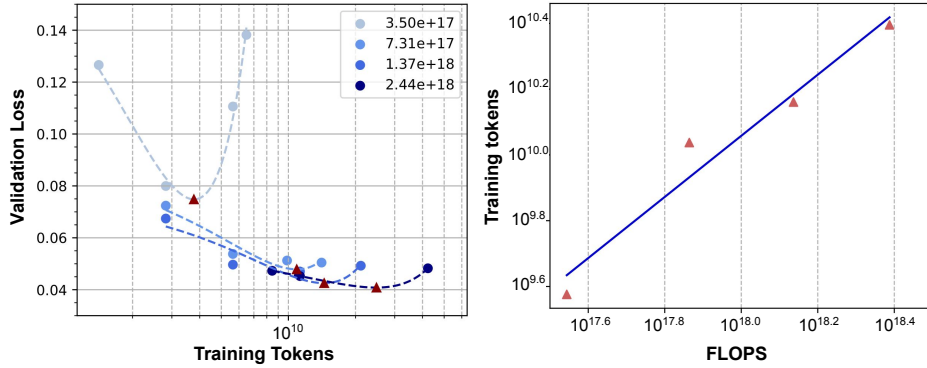 0.14
0.12
0.10
0.08
0.06
0.04
Validation Loss
10^10
Training Tokens
3.50e+17
7.31e+17
1.37e+18
2.44e+18
10^10.4
10^10.2
10^10.0
10^9.8
10^9.6
Training tokens
10^17.6
10^17.8
10^18.0
10^18.2
10^18.4
FLOPS